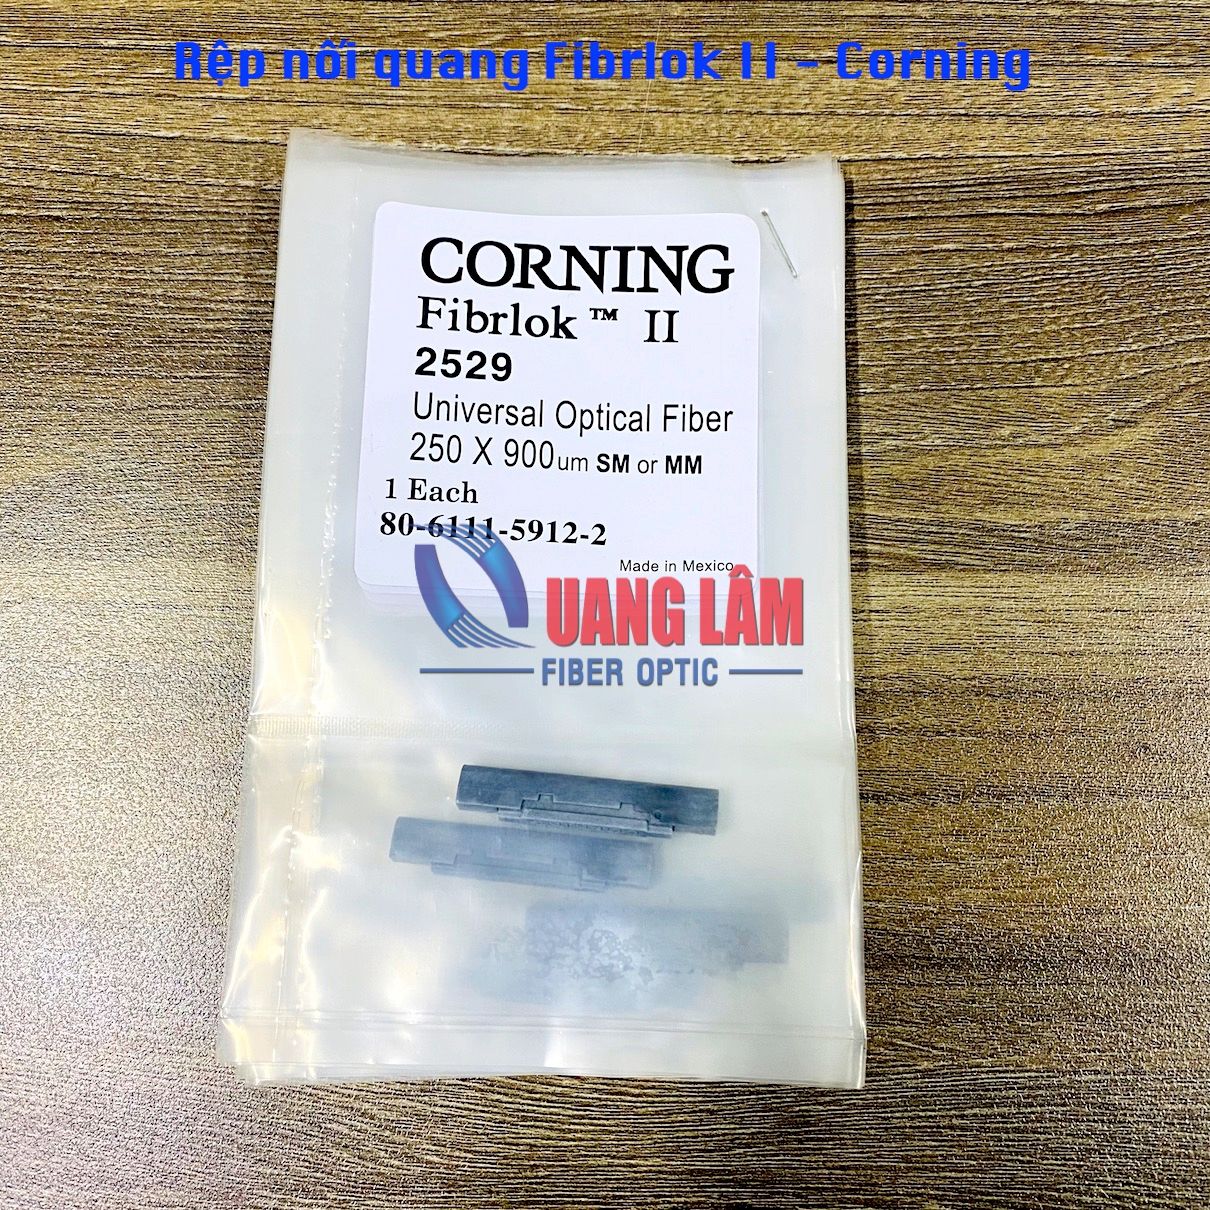 Rệp nối quang Fibrlok II - Corning
CORNING
Fibrlok ™ II
2529
Universal Optical Fiber
250 X 900um SM or MM
1 Each
80-6111-5912-2
Made in Mexico
QUANG LÂM
FIBER OPTIC